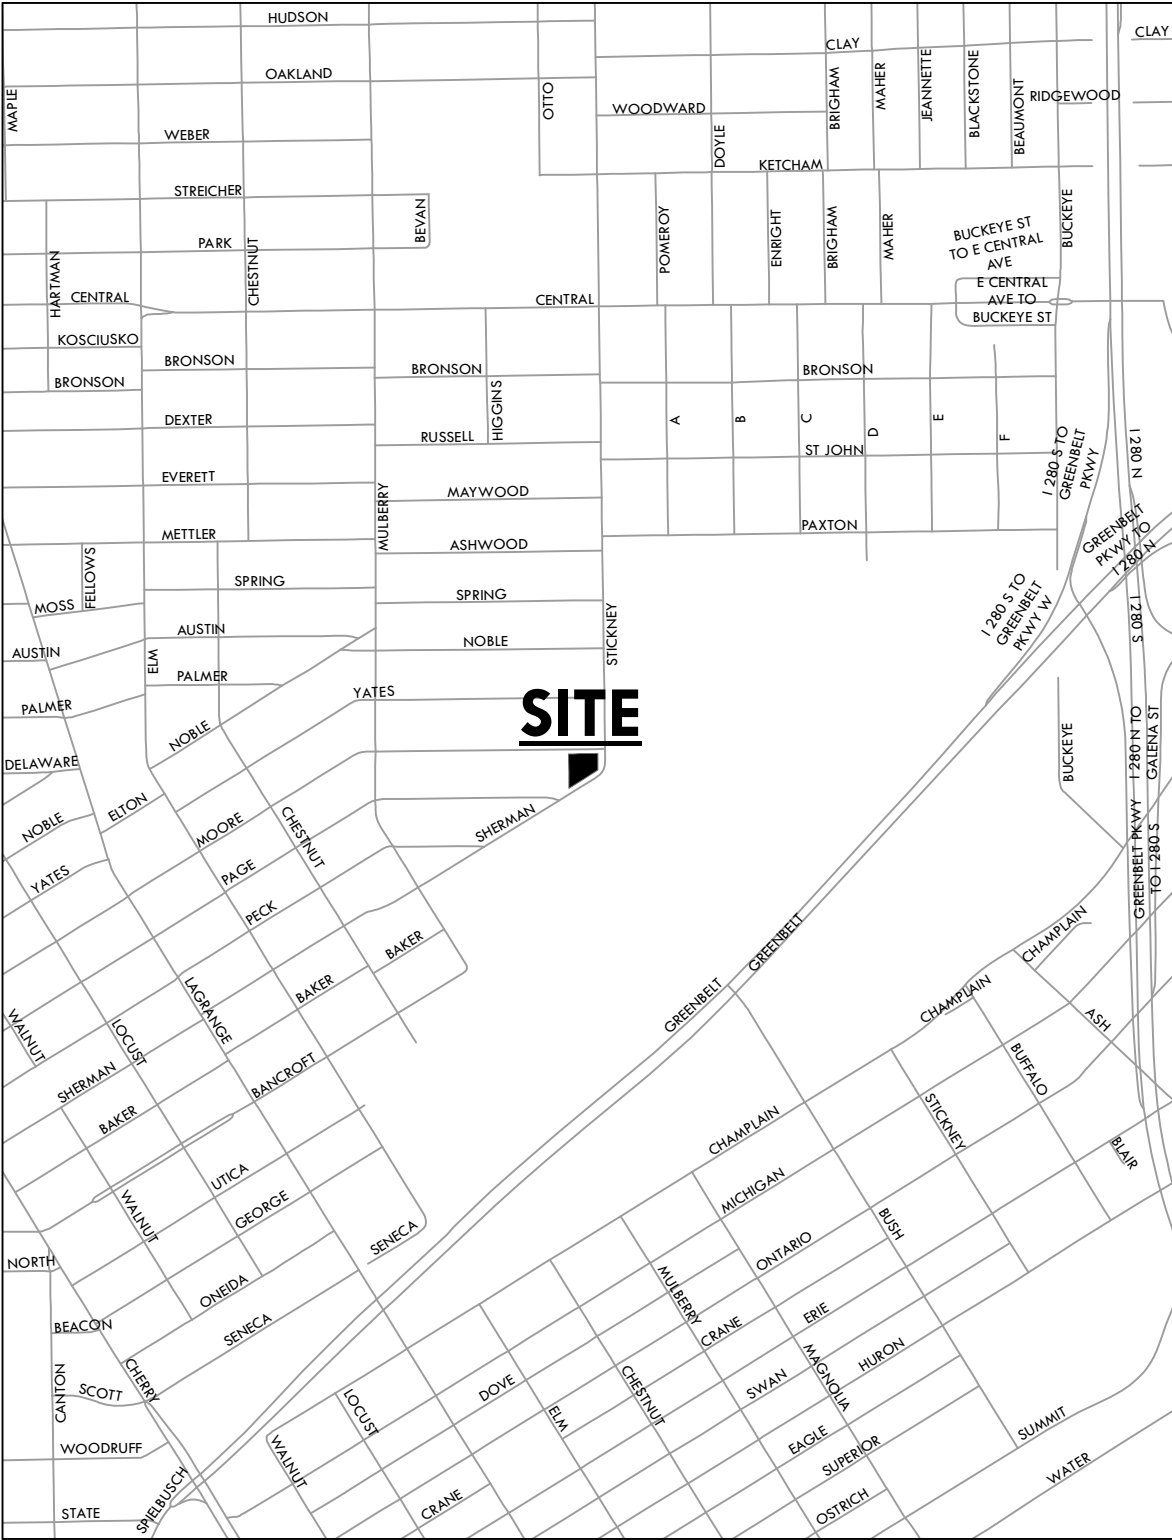 HUDSON
CLAY
CLAY
OAKLAND
MAPLE
OTTO
WOODWARD
BRIGHAM
MAHER
JEANNETTE
BLACKSTONE
BEAUMONT
RIDGEWOOD
WEBER
DOYLE
KETCHAM
STREICHER
BEVAN
POMEROY
ENRIGHT
BRIGHAM
MAHER
BUCKEYE
PARK
CHESTNUT
HARTMAN
BUCKEYE ST
TO E CENTRAL
AVE
E CENTRAL
AVE TO
BUCKEYE ST
CENTRAL
CENTRAL
KOSCIUSKO
BRONSON
BRONSON
BRONSON
BRONSON
HIGGINS
DEXTER
RUSSELL
A
B
C
D
E
F
ST JOHN
I 280 S TO
GREENBELT
PKWY
I 280 N
EVERETT
MULBERRY
MAYWOOD
PAXTON
METTLER
ASHWOOD
GREENBELT
PKWY TO
I 280 N
FELLOWS
SPRING
SPRING
MOSS
STICKNEY
I 280 S TO
GREENBELT
PKWY W
I 280 S
AUSTIN
AUSTIN
ELM
NOBLE
PALMER
PALMER
YATES
SITE
NOBLE
DELAWARE
BUCKEYE
I 280 N TO
GALENA ST
ELTON
NOBLE
MOORE
CHESTNUT
SHERMAN
YATES
PAGE
PECK
GREENBELT PKWY
TO I 280 S
BAKER
GREENBELT
CHAMPLAIN
BAKER
LAGRANGE
GREENBELT
CHAMPLAIN
ASH
WALNUT
LOCUST
BANCROFT
SHERMAN
BUFFALO
BAKER
STICKNEY
CHAMPLAIN
BLAIR
UTICA
WALNUT
GEORGE
MICHIGAN
BUSH
SENECA
ONTARIO
NORTH
ONEIDA
MULBERRY
BEACON
SENECA
CRANE
ERIE
CANTON
CHERRY
SCOTT
DOVE
CHESTNUT
SWAN
MAGNOLIA
HURON
LOCUST
ELM
WOODRUFF
WALNUT
EAGLE
SUPERIOR
SUMMIT
WATER
SPIELBUSCH
STATE
CRANE
OSTRICH